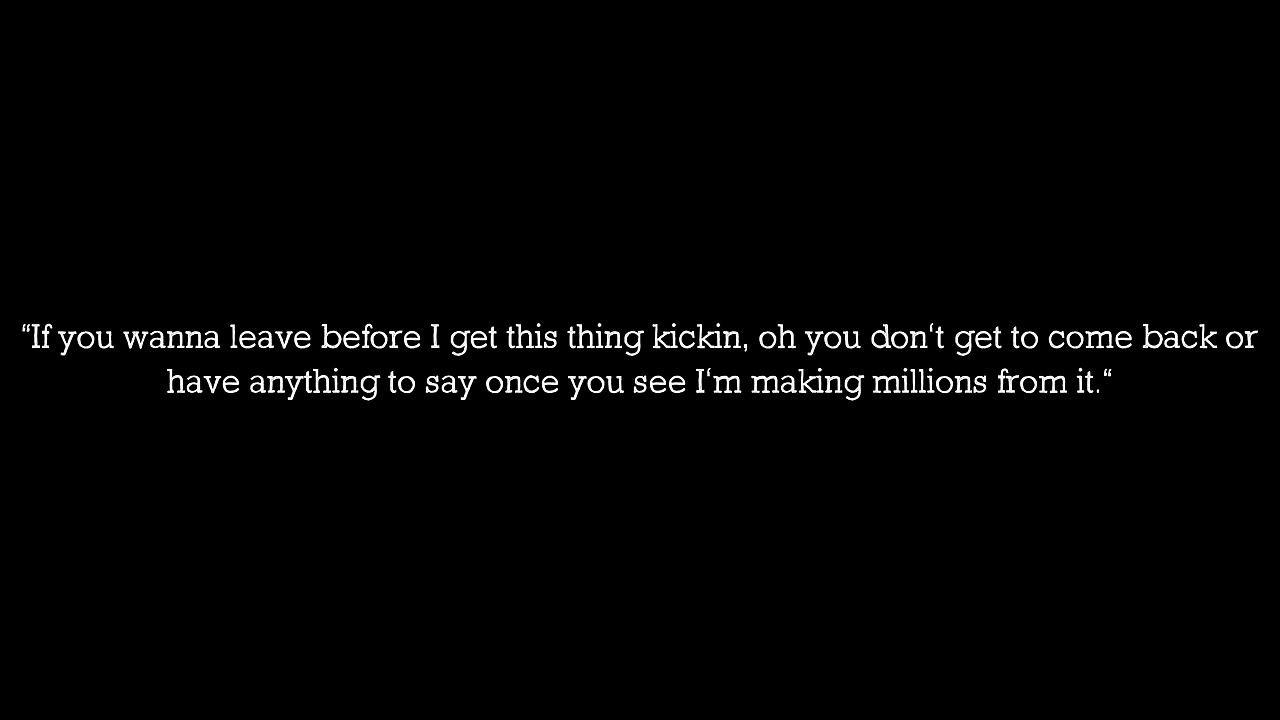 “If you wanna leave before I get this thing kickin, oh you don‘t get to come back or
have anything to say once you see I‘m making millions from it.“